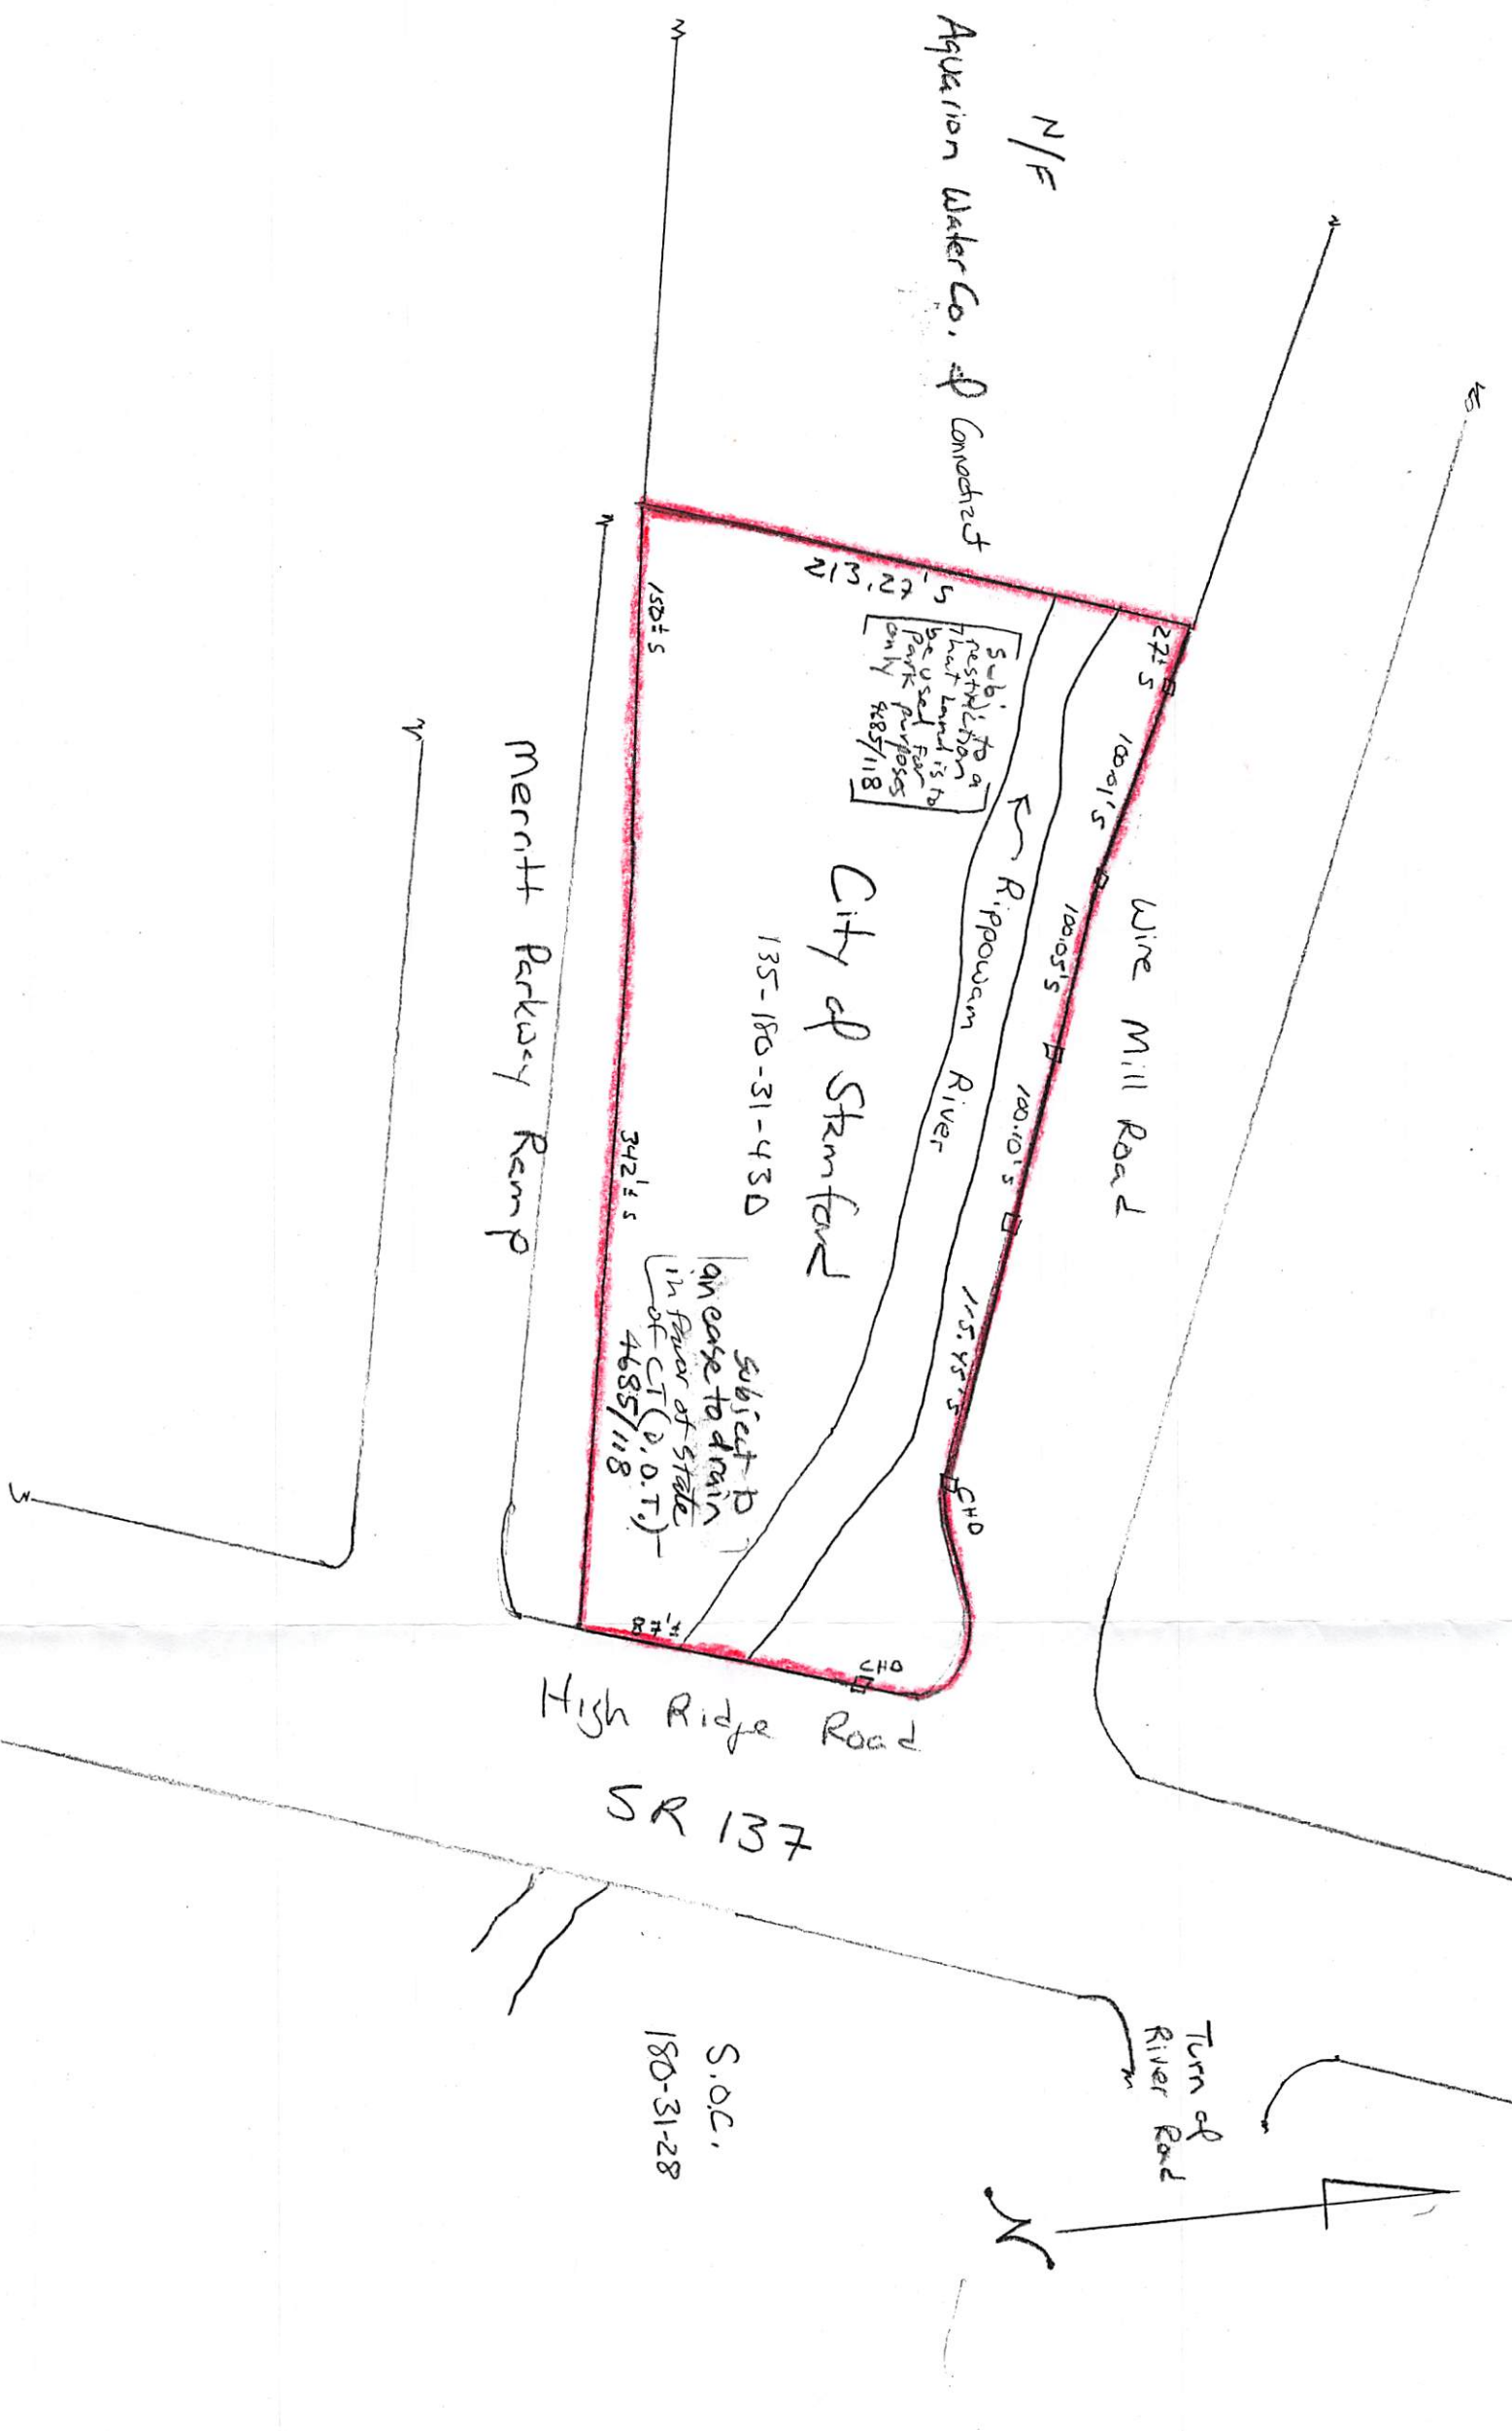 N/F
Aquarion Water Co. of Connecticut
Wire Mill Road
27'± S
100.01' S
100.05' S
100.10' S
115.45' S
CHD
CHD
213.27' S
[Subj. to a
restriction
that land is to
be used for
park purposes
only 4685/118]
← Rippowam River
City of Stamford
135-180-31-430
150'± S
342'± S
[Subject to
an ease to drain
in favor of State
of CT (D.O.T.)-
4685/118
Merritt Parkway Ramp
High Ridge Road
SR 137
Turn of
River Road
S.O.C.
180-31-28
N